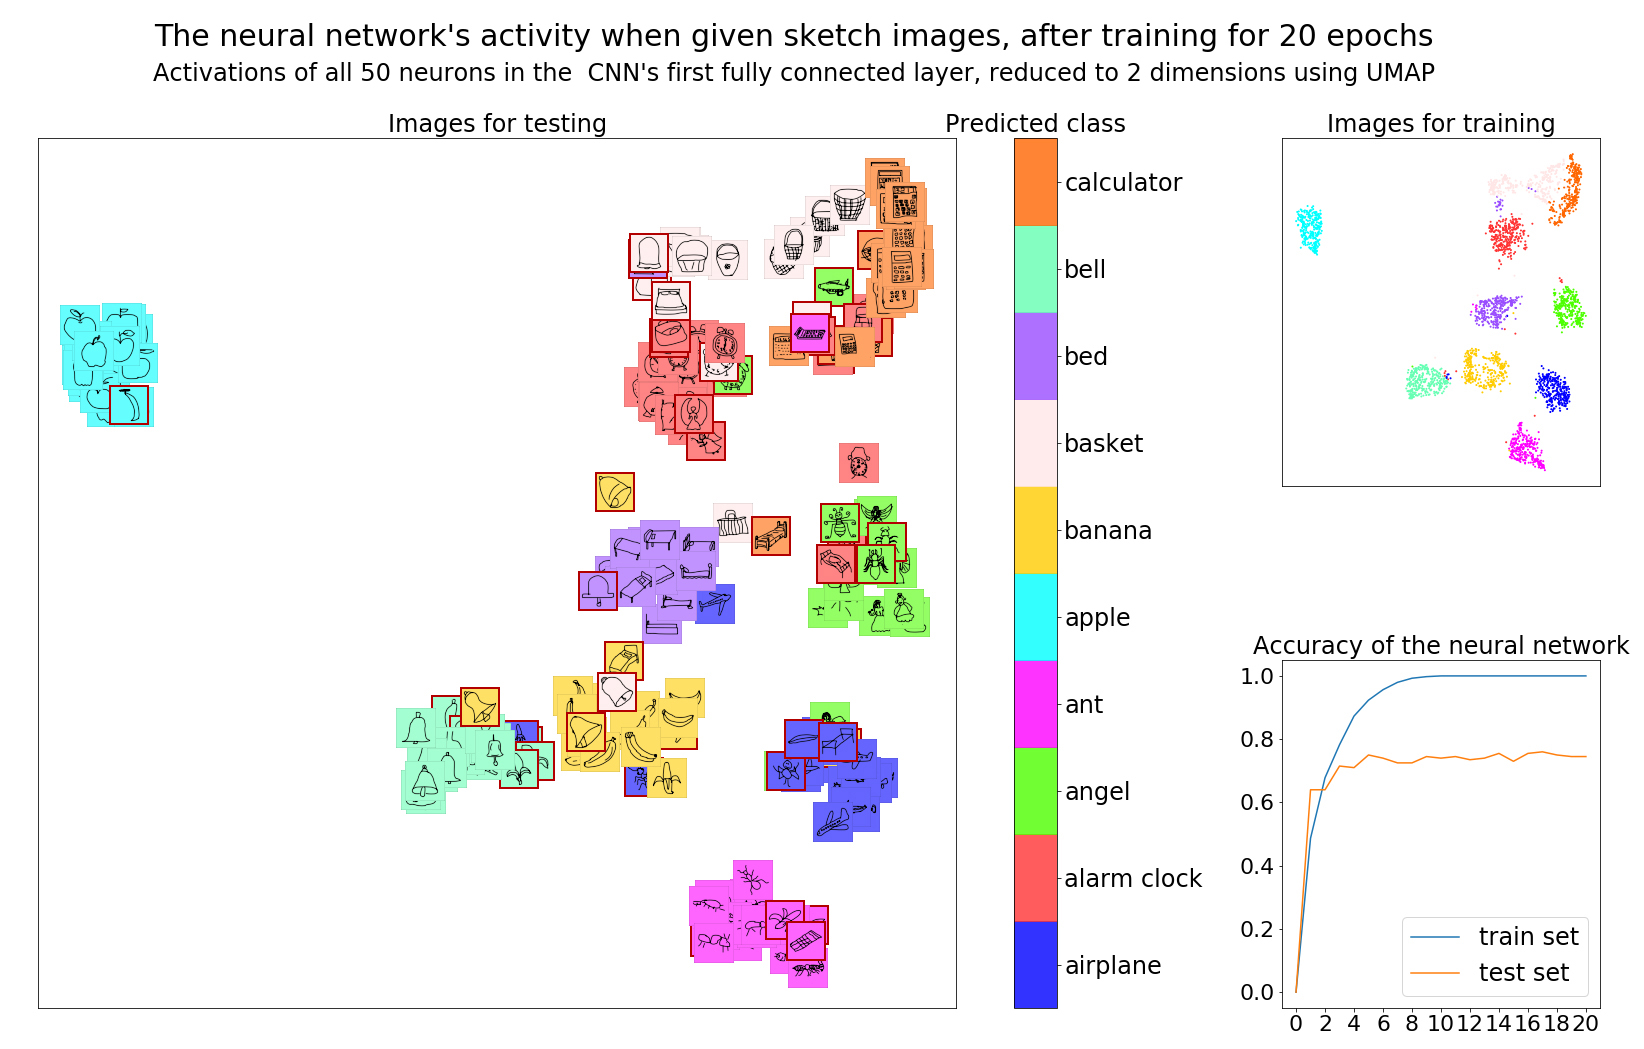 The neural network's activity when given sketch images, after training for 20 epochs
Activations of all 50 neurons in the  CNN's first fully connected layer, reduced to 2 dimensions using UMAP
Images for testing
Predicted class
calculator
bell
bed
basket
banana
apple
ant
angel
alarm clock
airplane
Images for training
Accuracy of the neural network
1.0
0.8
0.6
0.4
0.2
0.0
0 2 4 6 8 10 12 14 16 18 20
train set
test set